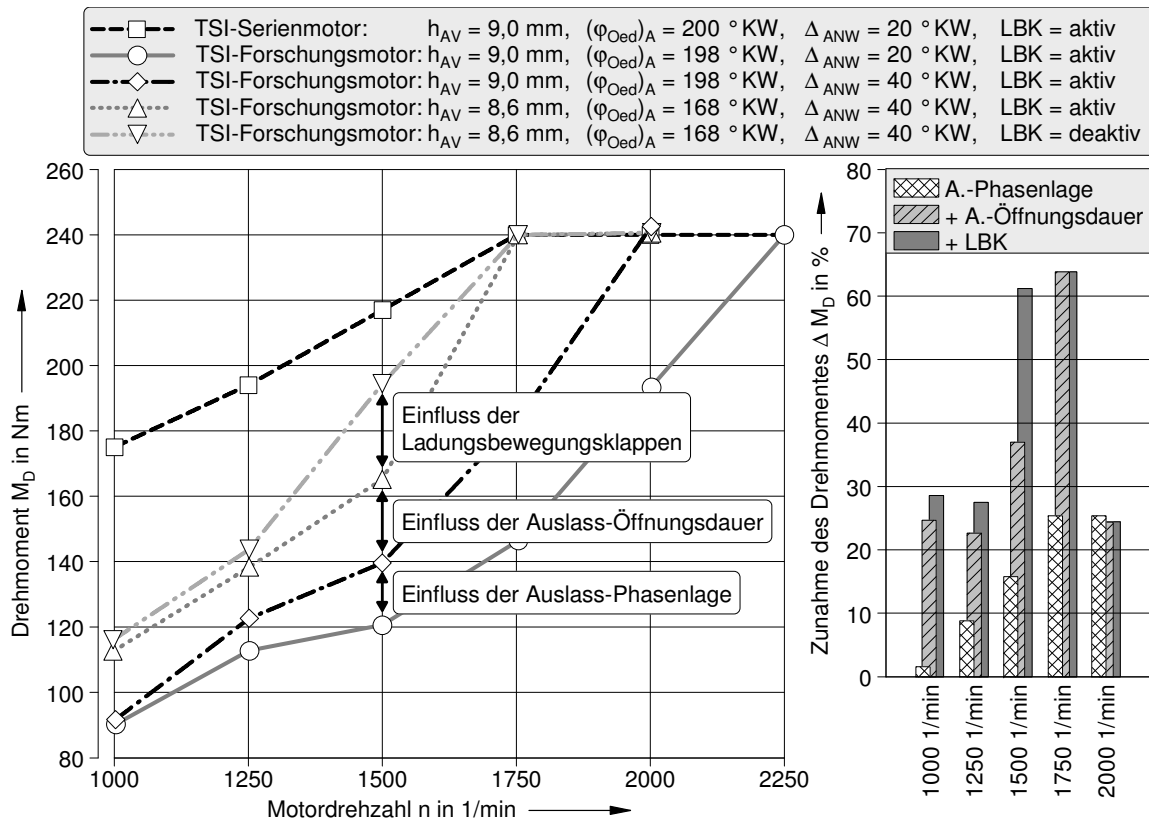 TSI-Serienmotor: h_AV = 9,0 mm, (φ_Oed)_A = 200 °KW, Δ_ANW = 20 °KW, LBK = aktiv
TSI-Forschungsmotor: h_AV = 9,0 mm, (φ_Oed)_A = 198 °KW, Δ_ANW = 20 °KW, LBK = aktiv
TSI-Forschungsmotor: h_AV = 9,0 mm, (φ_Oed)_A = 198 °KW, Δ_ANW = 40 °KW, LBK = aktiv
TSI-Forschungsmotor: h_AV = 8,6 mm, (φ_Oed)_A = 168 °KW, Δ_ANW = 40 °KW, LBK = aktiv
TSI-Forschungsmotor: h_AV = 8,6 mm, (φ_Oed)_A = 168 °KW, Δ_ANW = 40 °KW, LBK = deaktiv
Drehmoment M_D in Nm
260
240
220
200
180
160
140
120
100
80
Einfluss der
Ladungsbewegungsklappen
Einfluss der Auslass-Öffnungsdauer
Einfluss der Auslass-Phasenlage
1000
1250
1500
1750
2000
2250
Motordrehzahl n in 1/min
Zunahme des Drehmomentes Δ M_D in %
80
70
60
50
40
30
20
10
0
A.-Phasenlage
+ A.-Öffnungsdauer
+ LBK
1000 1/min
1250 1/min
1500 1/min
1750 1/min
2000 1/min